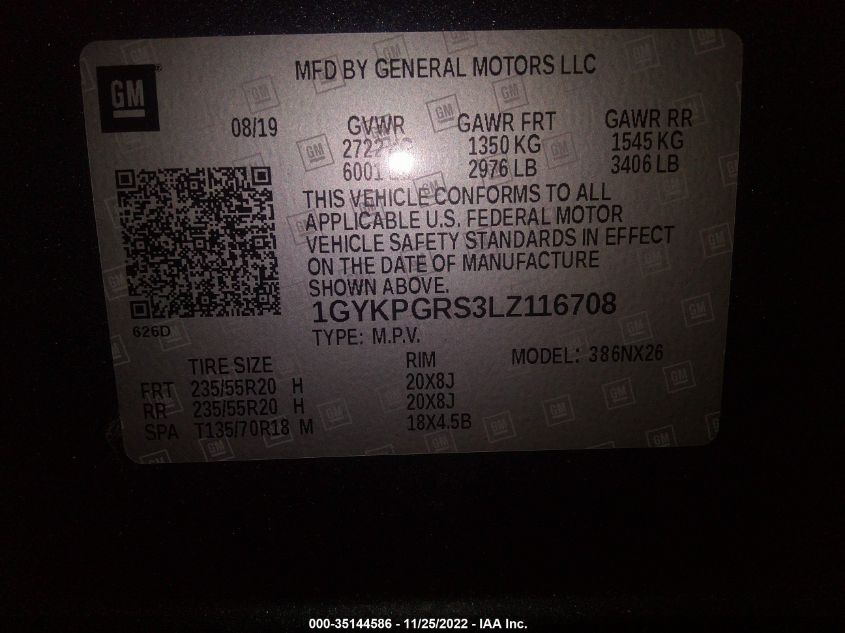 MFD BY GENERAL MOTORS LLC
GM
08/19 GVWR GAWR FRT GAWR RR
1350 KG 1545 KG
6001 2976 LB 3406 LB
THIS VEHICLE CONFORMS TO ALL
APPLICABLE U.S. FEDERAL MOTOR
VEHICLE SAFETY STANDARDS IN EFFECT
ON THE DATE OF MANUFACTURE
SHOWN ABOVE.
1GYKPGRS3LZ116708
626D
TYPE: M.P.V.
TIRE SIZE RIM MODEL: 386NX26
FRT 235/55R20 H 20X8J
RR 235/55R20 H 20X8J
SPA T135/70R18 M 18X4.5B
000-35144586 - 11/25/2022 - IAA Inc.